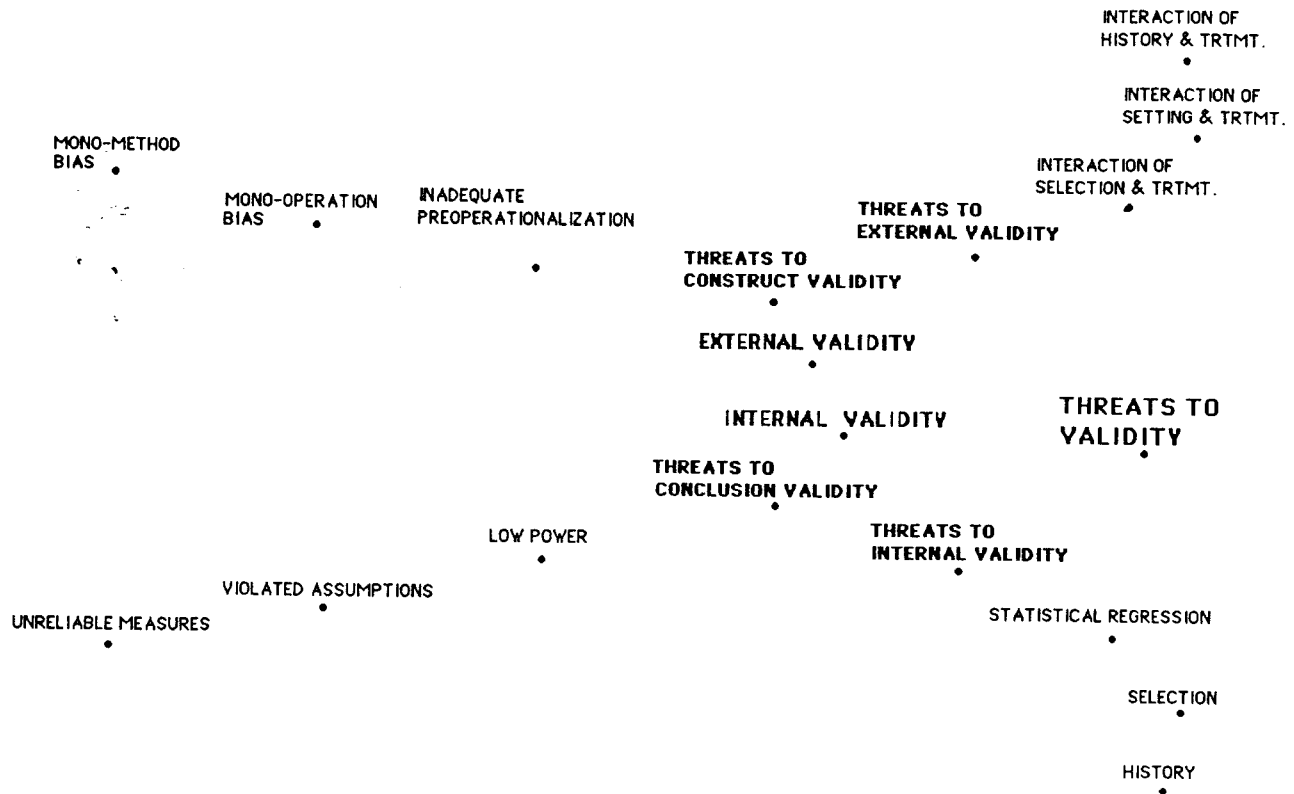 INTERACTION OF
HISTORY & TRTMT.
INTERACTION OF
SETTING & TRTMT.
MONO-METHOD
BIAS
INTERACTION OF
SELECTION & TRTMT.
MONO-OPERATION
BIAS
INADEQUATE
PREOPERATIONALIZATION
THREATS TO
EXTERNAL VALIDITY
THREATS TO
CONSTRUCT VALIDITY
EXTERNAL VALIDITY
INTERNAL VALIDITY
THREATS TO
VALIDITY
THREATS TO
CONCLUSION VALIDITY
LOW POWER
THREATS TO
INTERNAL VALIDITY
VIOLATED ASSUMPTIONS
UNRELIABLE MEASURES
STATISTICAL REGRESSION
SELECTION
HISTORY